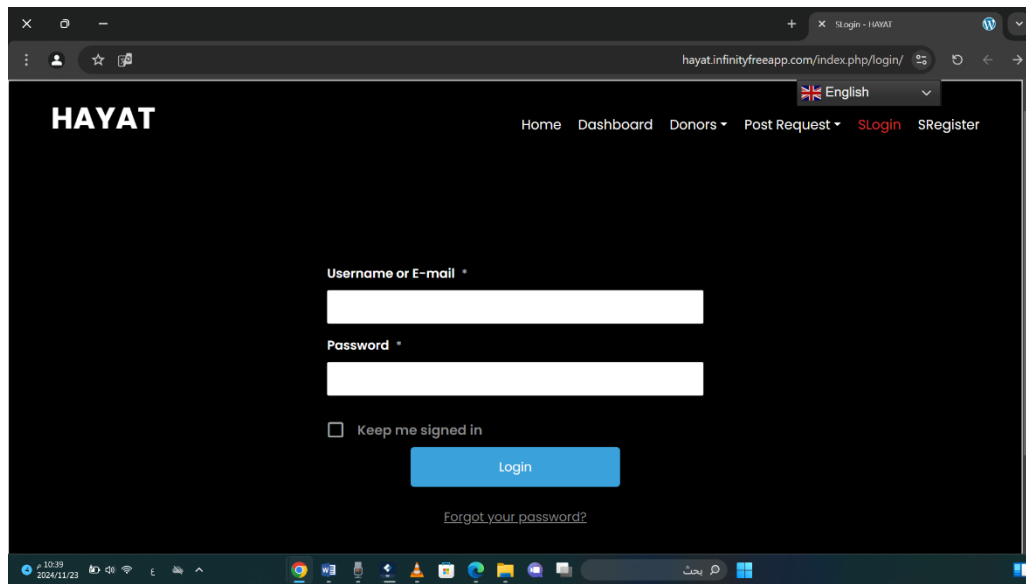 SLogin - HAYAT
hayat.infinityfreeapp.com/index.php/login/
English
HAYAT
Home Dashboard Donors Post Request SLogin SRegister
Username or E-mail *
Password *
Keep me signed in
Login
Forgot your password?
10:39 م
2024/11/23
ع
بحث